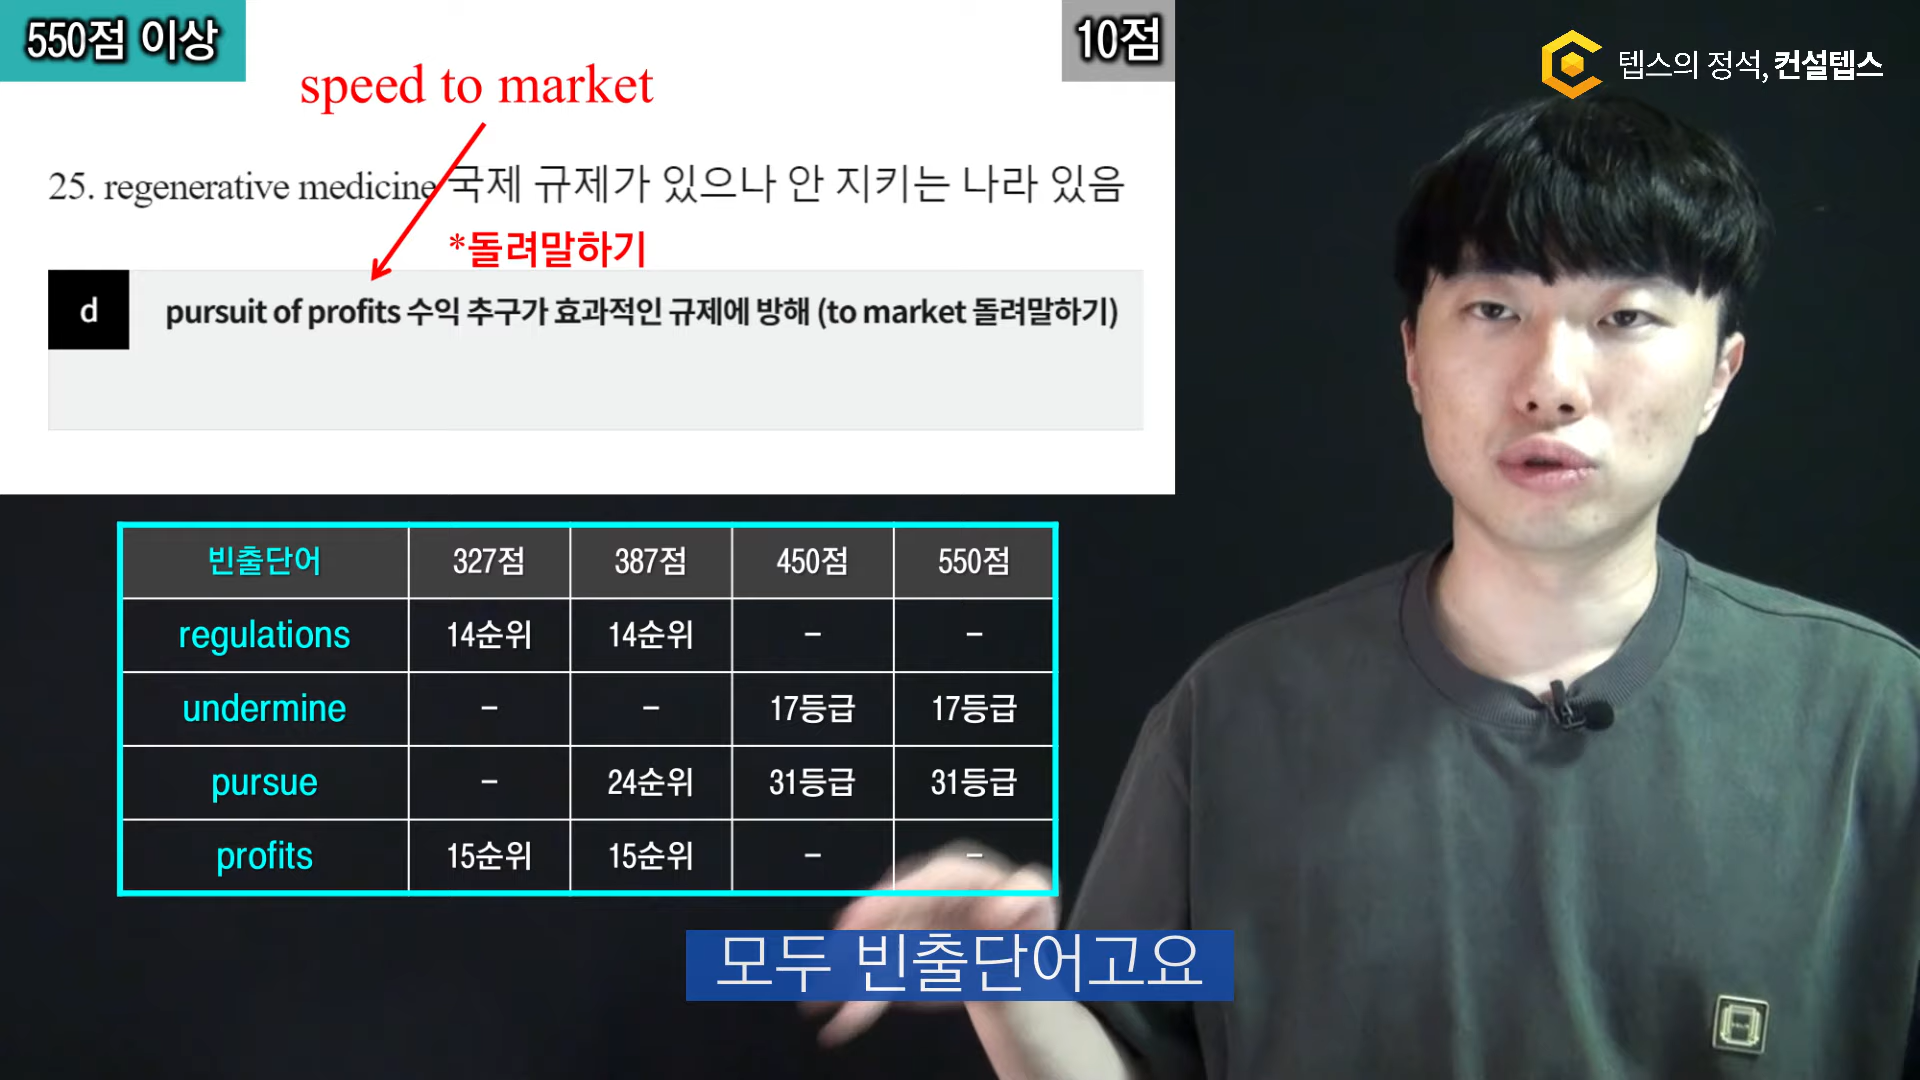 550점 이상
10점
텝스의 정석, 컨설텝스
speed to market
25. regenerative medicine 국제 규제가 있으나 안 지키는 나라 있음
*돌려말하기
d pursuit of profits 수익 추구가 효과적인 규제에 방해 (to market 돌려말하기)
빈출단어 327점 387점 450점 550점
regulations 14순위 14순위 – –
undermine – – 17등급 17등급
pursue – 24순위 31등급 31등급
profits 15순위 15순위 – –
모두 빈출단어고요